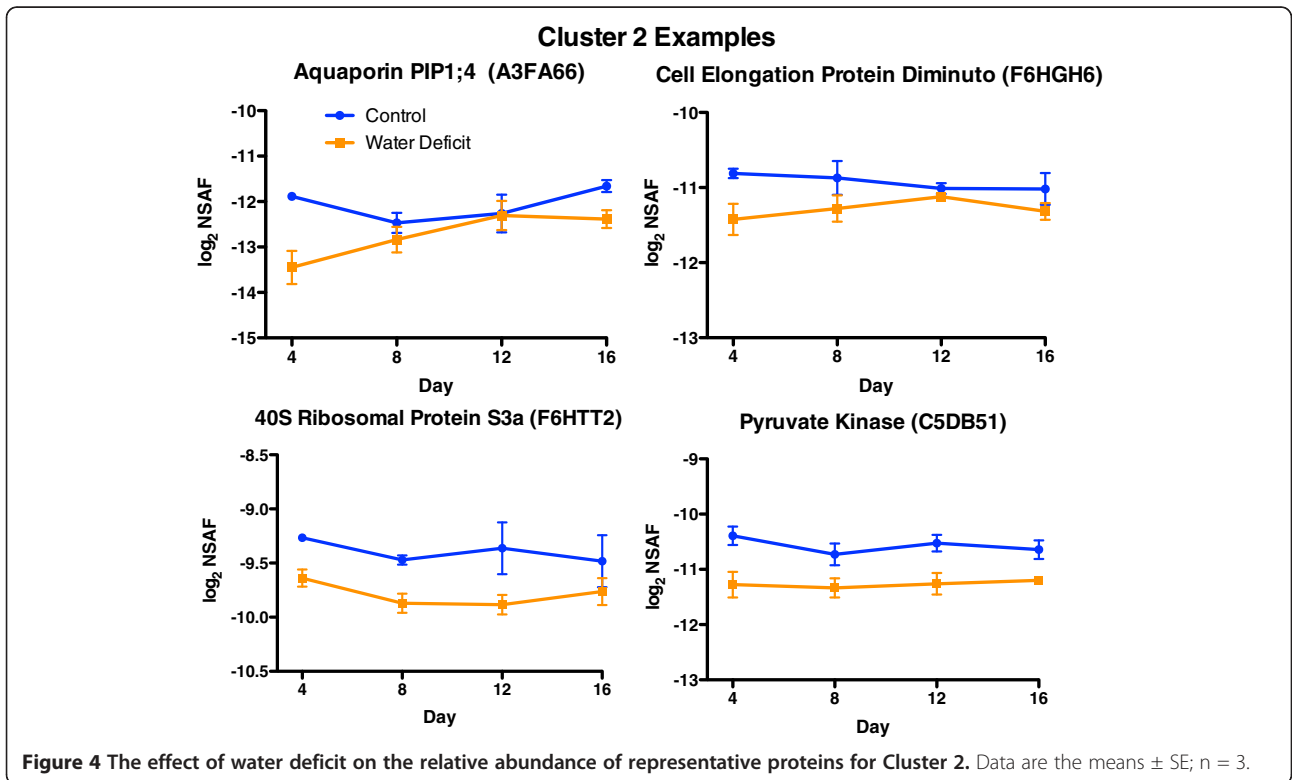 Cluster 2 Examples
Aquaporin PIP1;4 (A3FA66)
Control
Water Deficit
-10
-11
-12
-13
-14
-15
log2 NSAF
4 8 12 16
Day
Cell Elongation Protein Diminuto (F6HGH6)
-10
-11
-12
-13
log2 NSAF
4 8 12 16
Day
40S Ribosomal Protein S3a (F6HTT2)
-8.5
-9.0
-9.5
-10.0
-10.5
log2 NSAF
4 8 12 16
Day
Pyruvate Kinase (C5DB51)
-9
-10
-11
-12
-13
log2 NSAF
4 8 12 16
Day
Figure 4 The effect of water deficit on the relative abundance of representative proteins for Cluster 2. Data are the means ± SE; n = 3.